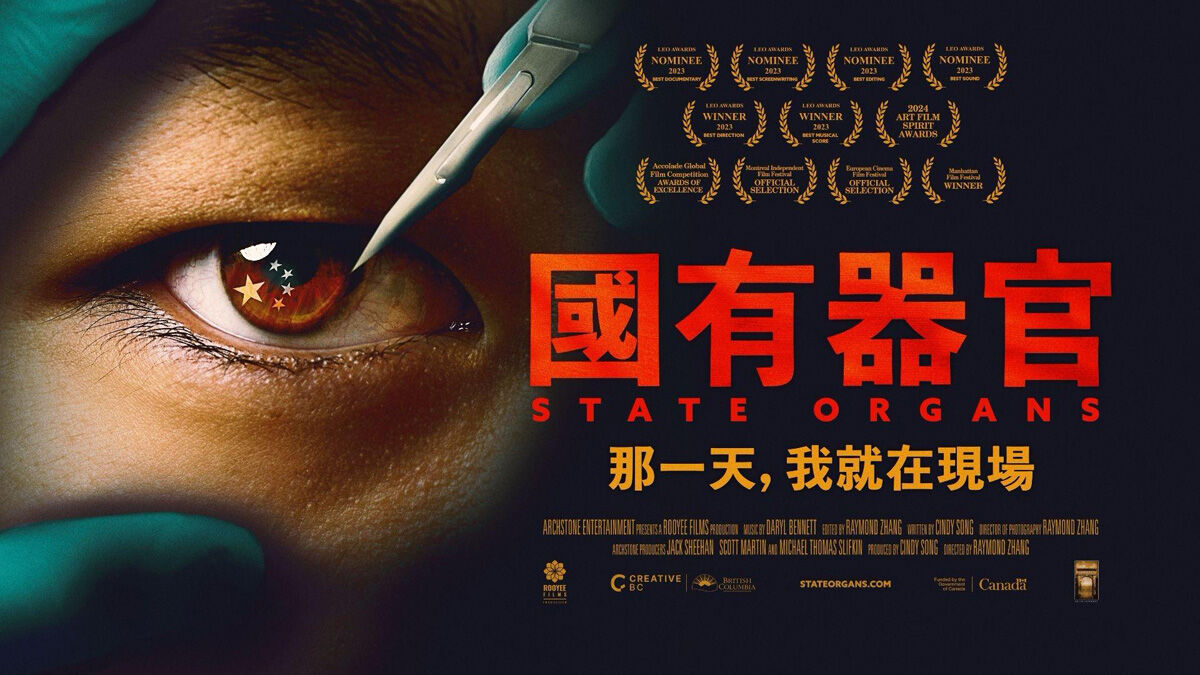 LEO AWARDS
NOMINEE
2023
BEST DOCUMENTARY
LEO AWARDS
NOMINEE
2023
BEST SCREENWRITING
LEO AWARDS
NOMINEE
2023
BEST EDITING
LEO AWARDS
NOMINEE
2023
BEST SOUND
LEO AWARDS
WINNER
2023
BEST DIRECTION
LEO AWARDS
WINNER
2023
BEST MUSICAL
SCORE
2024
ART FILM
SPIRIT
AWARDS
Accolade Global
Film Competition
AWARDS OF
EXCELLENCE
Montreal Independent
Film Festival
OFFICIAL
SELECTION
European Cinema
Film Festival
OFFICIAL
SELECTION
Manhattan
Film Festival
WINNER
國有器官
STATE ORGANS
那一天，我就在現場
ARCHSTONE ENTERTAINMENT PRESENTS A ROOYEE FILMS PRODUCTION MUSIC BY DARYL BENNETT EDITED BY RAYMOND ZHANG WRITTEN BY CINDY SONG DIRECTOR OF PHOTOGRAPHY RAYMOND ZHANG
ARCHSTONE PRODUCERS JACK SHEEHAN SCOTT MARTIN AND MICHAEL THOMAS SLIFKIN PRODUCED BY CINDY SONG DIRECTED BY RAYMOND ZHANG
ROOYEE
FILMS
CREATIVE
BC
BRITISH
COLUMBIA
STATEORGANS.COM
Funded by the
Government
of Canada
Canada